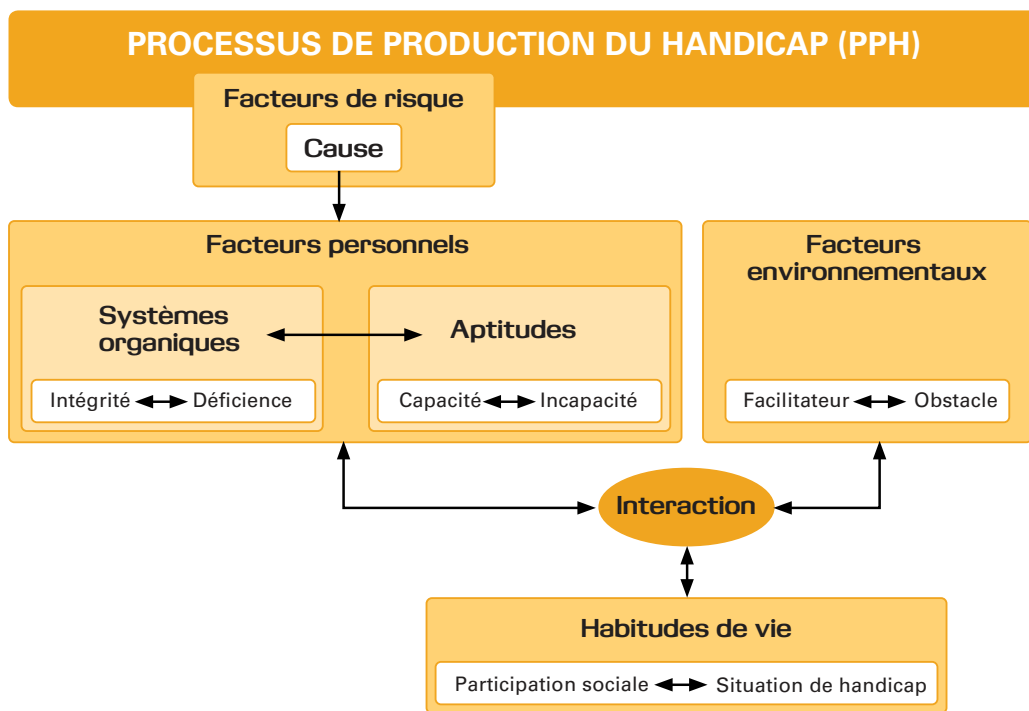 PROCESSUS DE PRODUCTION DU HANDICAP (PPH)
Facteurs de risque
Cause
Facteurs personnels
Systèmes
organiques
Intégrité
Déficience
Aptitudes
Capacité
Incapacité
Facteurs
environnementaux
Facilitateur
Obstacle
Interaction
Habitudes de vie
Participation sociale
Situation de handicap